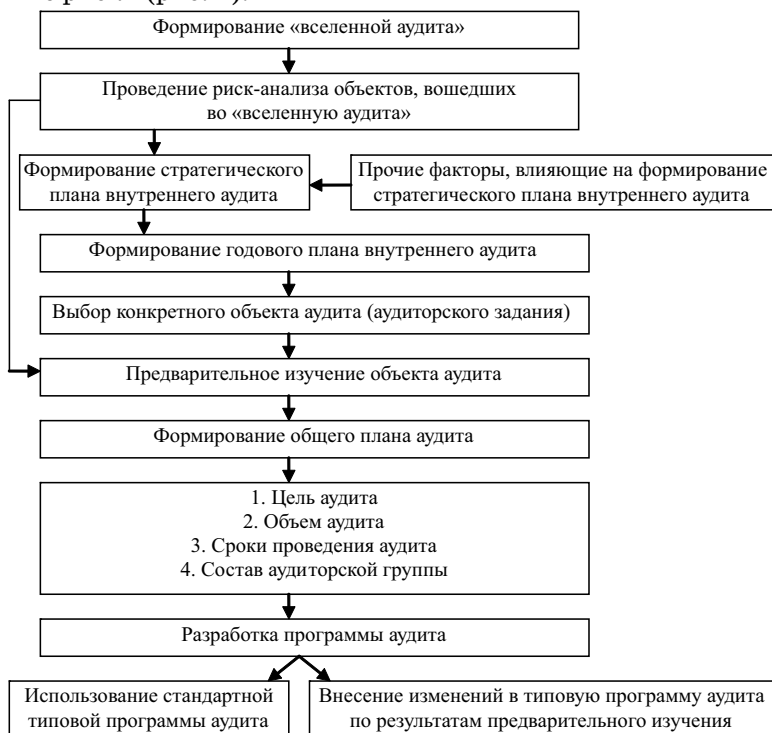 Формирование «вселенной аудита»
Проведение риск-анализа объектов, вошедших
во «вселенную аудита»
Формирование стратегического
плана внутреннего аудита
Прочие факторы, влияющие на формирование
стратегического плана внутреннего аудита
Формирование годового плана внутреннего аудита
Выбор конкретного объекта аудита (аудиторского задания)
Предварительное изучение объекта аудита
Формирование общего плана аудита
1. Цель аудита
2. Объем аудита
3. Сроки проведения аудита
4. Состав аудиторской группы
Разработка программы аудита
Использование стандартной
типовой программы аудита
Внесение изменений в типовую программу аудита
по результатам предварительного изучения